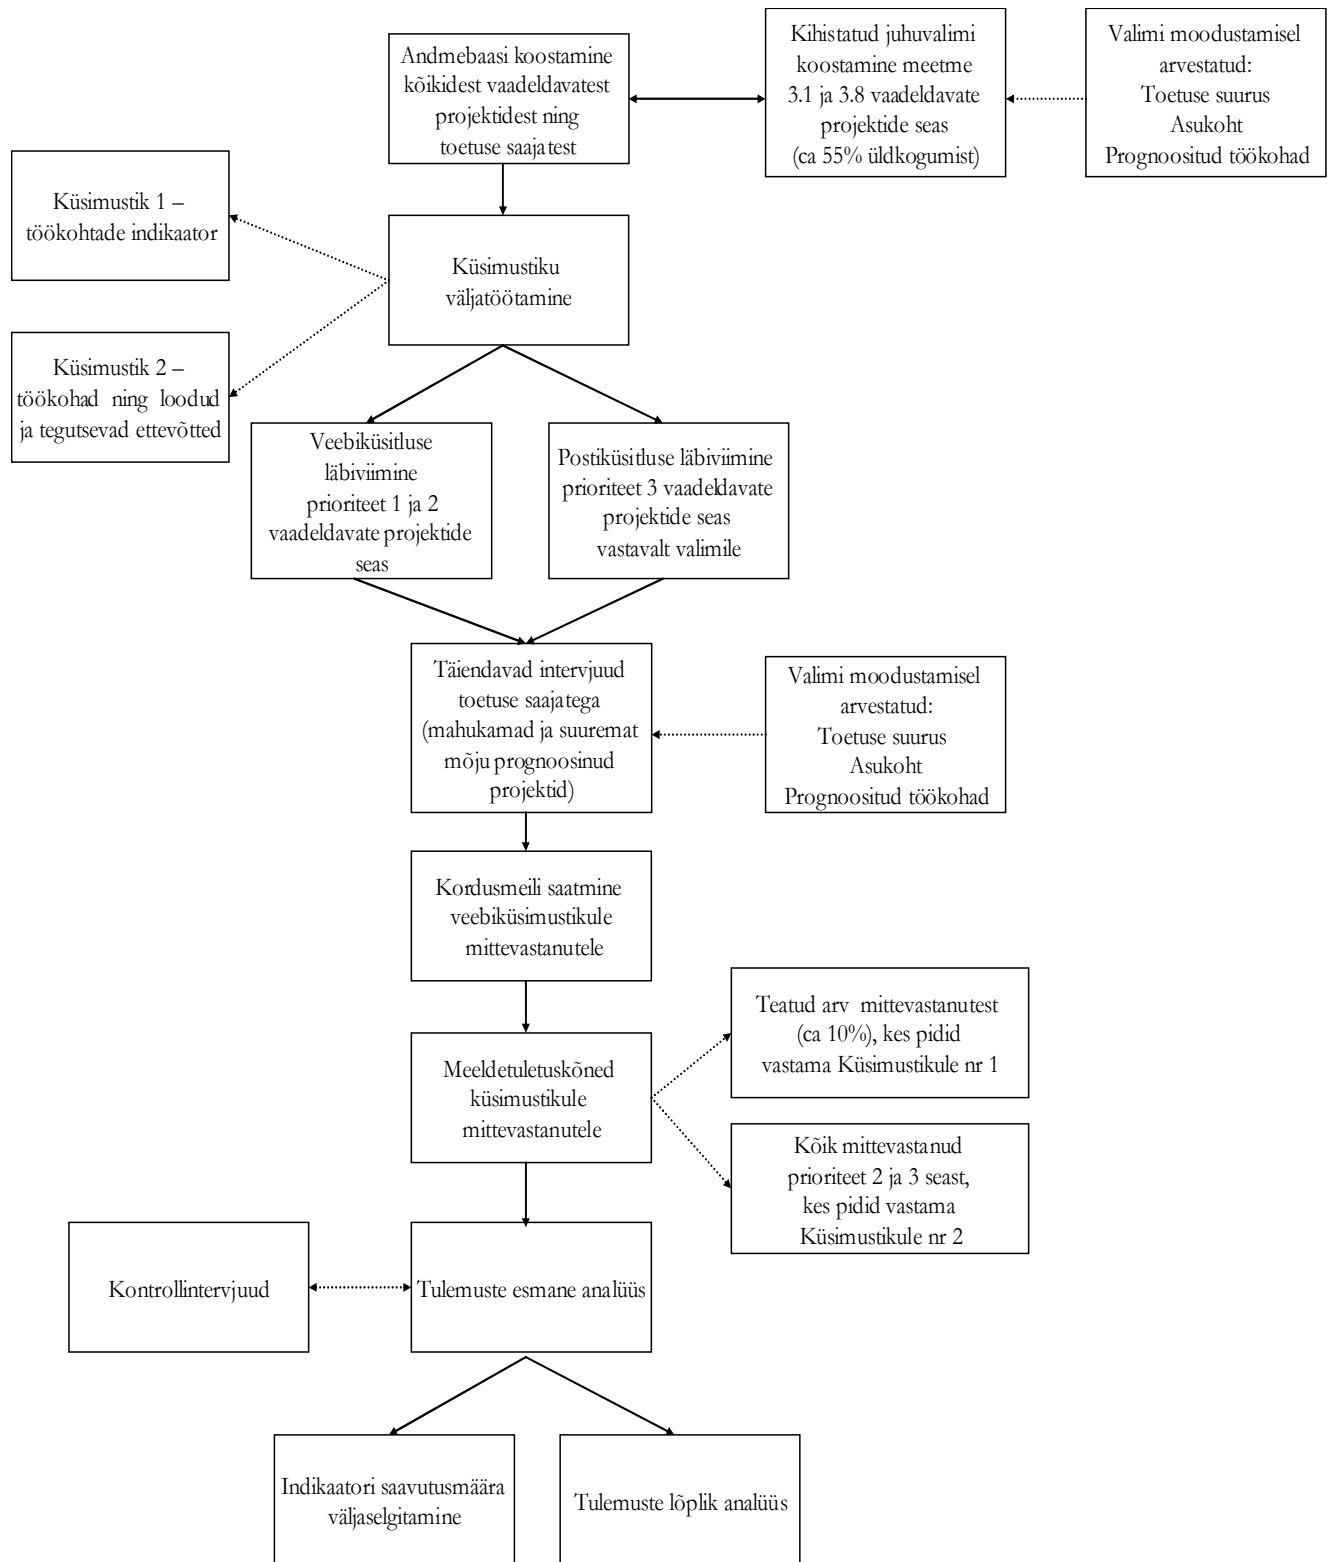 Andmebaasi koostamine
kõikidest vaadeldavatest
projektidest ning
toetuse saajatest
Kihistatud juhuvalimi
koostamine meetme
3.1 ja 3.8 vaadeldavate
projektide seas
(ca 55% üldkogumist)
Valimi moodustamisel
arvestatud:
Toetuse suurus
Asukoht
Prognoositud töökohad
Küsimustik 1 –
töökohtade indikaator
Küsimustiku
väljatöötamine
Küsimustik 2 –
töökohad ning loodud
ja tegutsevad ettevõtted
Veebiküsitluse
läbiviimine
prioriteet 1 ja 2
vaadeldavate projektide
seas
Postiküsitluse läbiviimine
prioriteet 3 vaadeldavate
projektide seas
vastavalt valimile
Täiendavad intervjuud
toetuse saajatega
(mahukamad ja suuremat
mõju prognoosinud
projektid)
Valimi moodustamisel
arvestatud:
Toetuse suurus
Asukoht
Prognoositud töökohad
Kordusmeili saatmine
veebiküsimustikule
mittevastanutele
Meeldetuletuskõned
küsimustikule
mittevastanutele
Teatud arv mittevastanutest
(ca 10%), kes pidid
vastama Küsimustikule nr 1
Kõik mittevastanud
prioriteet 2 ja 3 seast,
kes pidid vastama
Küsimustikule nr 2
Kontrollintervjuud
Tulemuste esmane analüüs
Indikaatori saavutusmäära
väljaselgitamine
Tulemuste lõplik analüüs